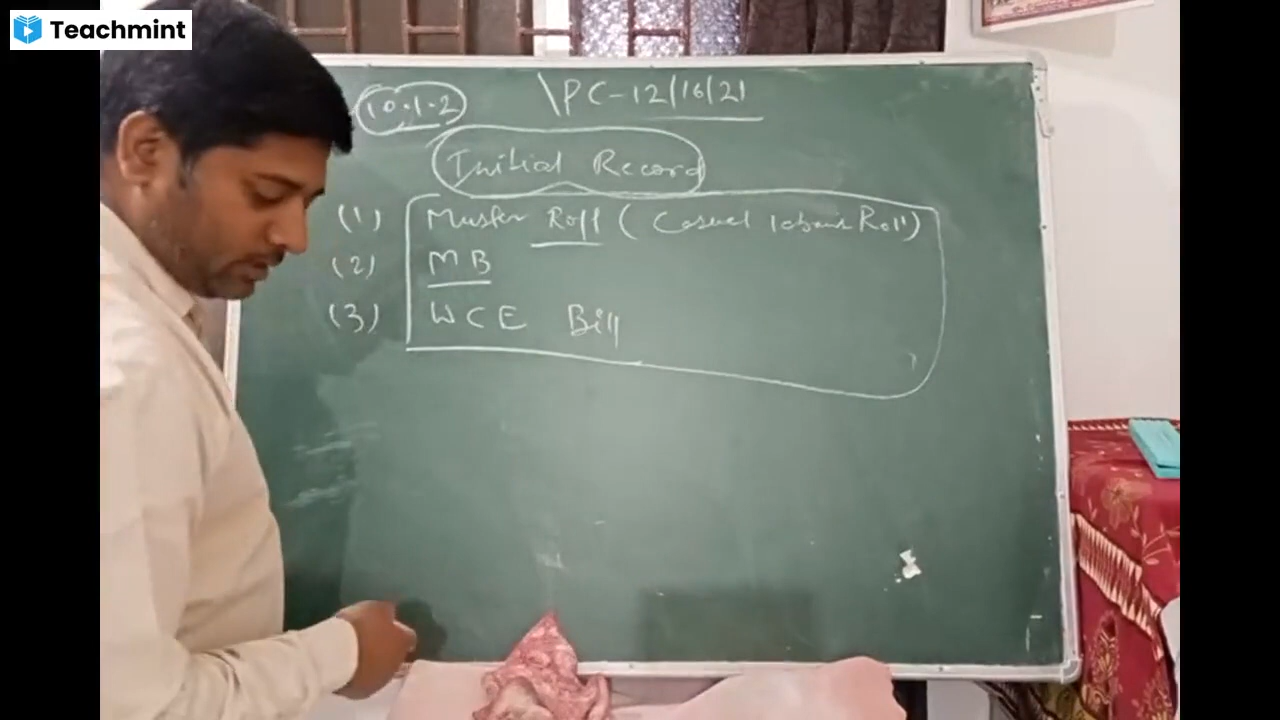 Teachmint
10.1.2
\PC-12/16/21
Initial Record
(1) Muster Roll ( Casual labour Roll)
(2) MB
(3) WCE Bill